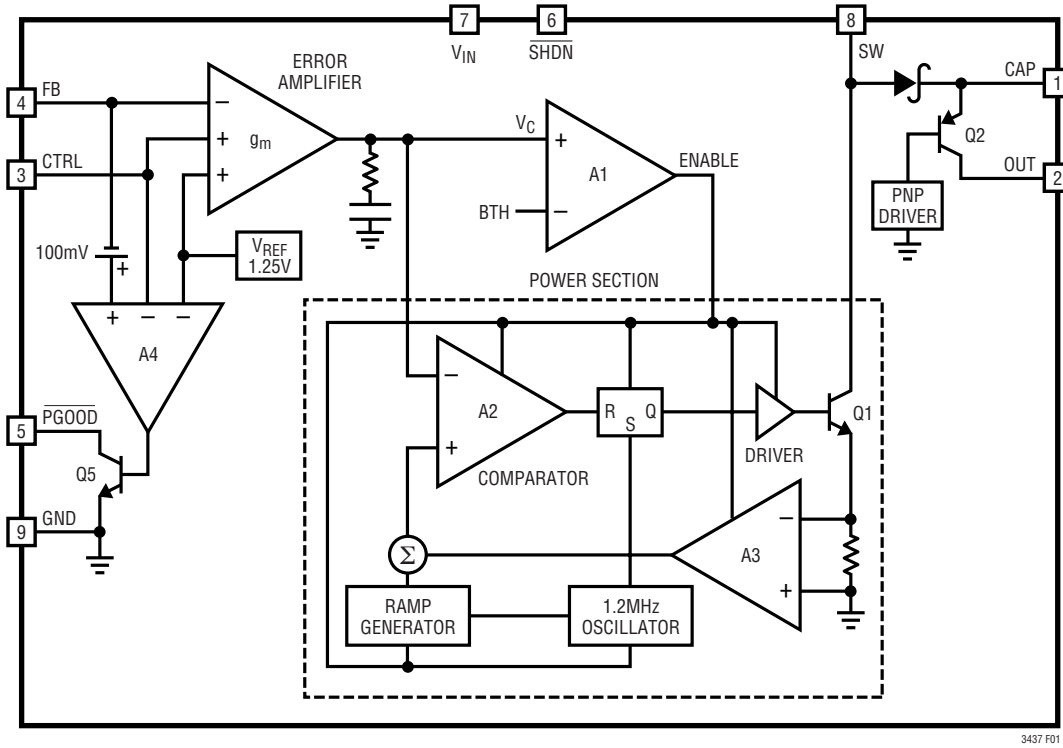 7
VIN
6
SHDN
8
SW
ERROR
AMPLIFIER
4
FB
−
gm
+
+
3
CTRL
VC
+
A1
−
BTH
ENABLE
CAP
1
Q2
OUT
2
PNP
DRIVER
100mV
+
VREF
1.25V
POWER SECTION
+
−
−
A4
−
A2
+
COMPARATOR
R
S
Q
DRIVER
Q1
PGOOD
5
Q5
GND
9
Σ
A3
−
+
RAMP
GENERATOR
1.2MHz
OSCILLATOR
3437 F01